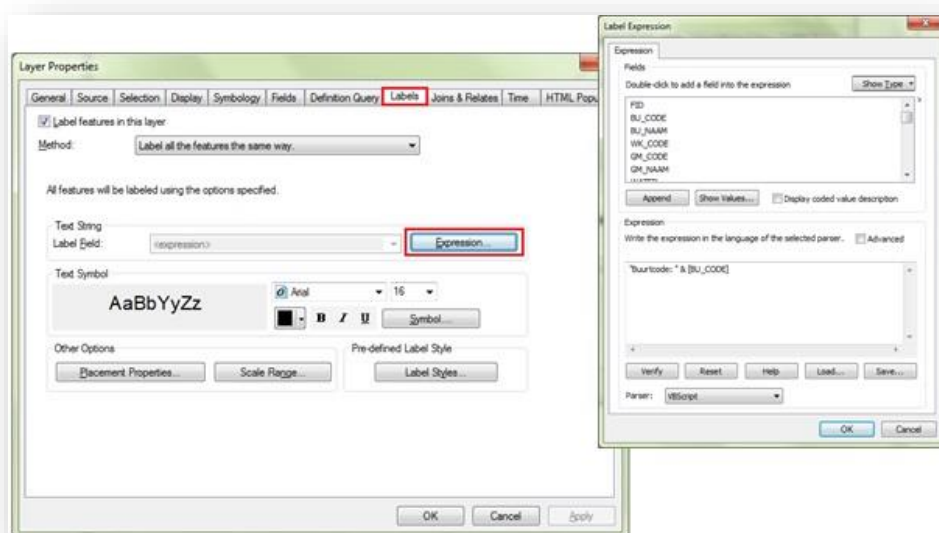 Layer Properties
General Source Selection Display Symbology Fields Definition Query Labels Joins & Relates Time HTML Popu
Label features in this layer
Method: Label all the features the same way.
All features will be labeled using the options specified.
Text String
Label Field: <expression> Expression...
Text Symbol
AaBbYyZz
Arial 16
B I U Symbol...
Other Options
Placement Properties... Scale Range...
Pre-defined Label Style
Label Styles...
OK Cancel Apply
Label Expression
Expression
Fields
Double-click to add a field into the expression Show Type
FID
BU_CODE
BU_NAAM
WK_CODE
GM_CODE
GM_NAAM
Append Show Values... Display coded value description
Expression
Write the expression in the language of the selected parser. Advanced
"Buurtcode: " & [BU_CODE]
Verify Reset Help Load... Save...
Parser: VBScript
OK Cancel